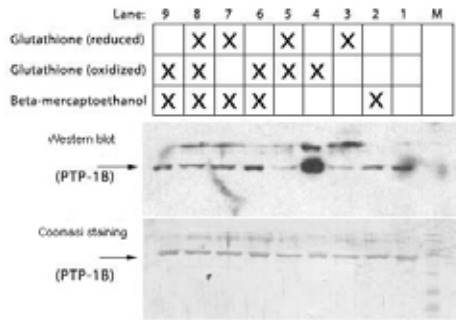 Lane: 9 8 7 6 5 4 3 2 1 M
Glutathione (reduced) X X X X
Glutathione (oxidized) X X X X X
Beta-mercaptoethanol X X X X X
Western blot
(PTP-1B)
Coomasi staining
(PTP-1B)